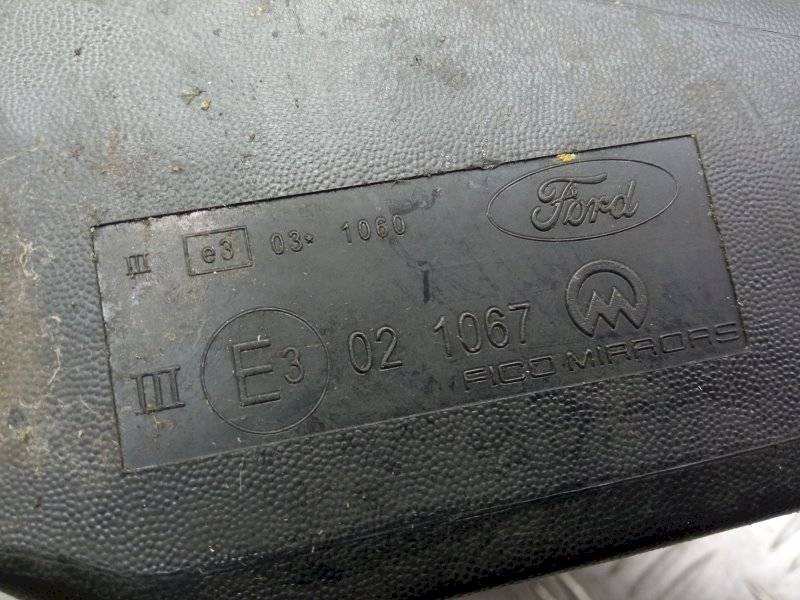 Ford
III e3 03* 1060
III E3 02 1067
FICO MIRRORS